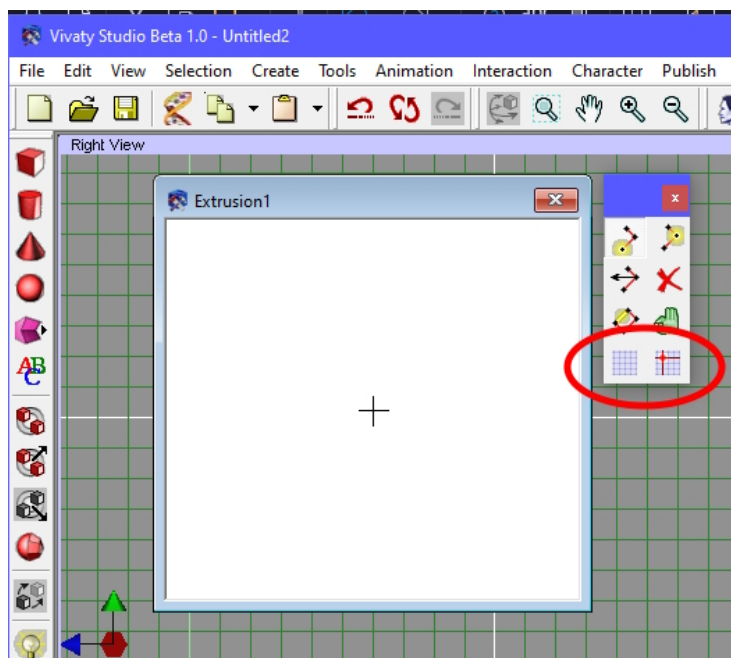 Vivaty Studio Beta 1.0 - Untitled2
File Edit View Selection Create Tools Animation Interaction Character Publish
Right View
Extrusion1
x
ABC